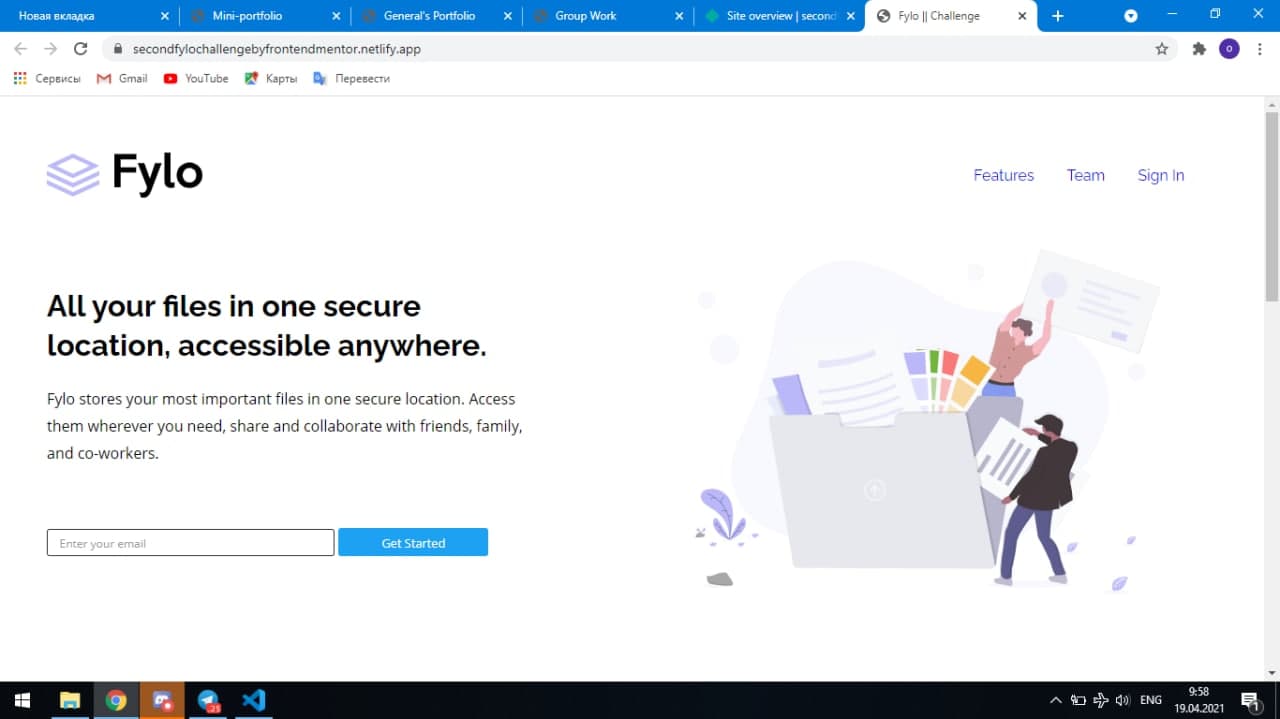 Новая вкладка
Mini-portfolio
General's Portfolio
Group Work
Site overview | second
Fylo || Challenge
secondfylochallengebyfrontendmentor.netlify.app
O
Сервисы
Gmail
YouTube
Карты
Перевести
Fylo
Features
Team
Sign In
All your files in one secure
location, accessible anywhere.
Fylo stores your most important files in one secure location. Access
them wherever you need, share and collaborate with friends, family,
and co-workers.
Enter your email
Get Started
ENG
9:58
19.04.2021
1